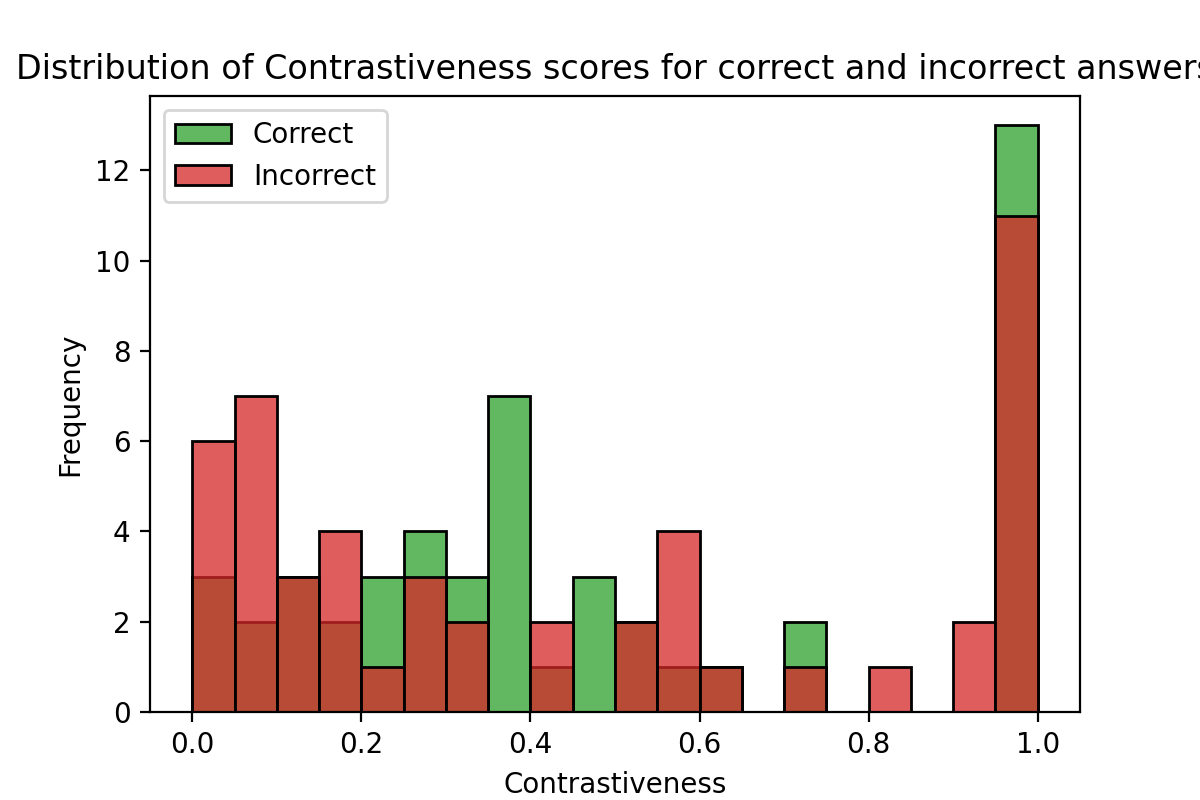 Distribution of Contrastiveness scores for correct and incorrect answers
Correct
Incorrect
12
10
8
6
4
2
0
Frequency
0.0 0.2 0.4 0.6 0.8 1.0
Contrastiveness